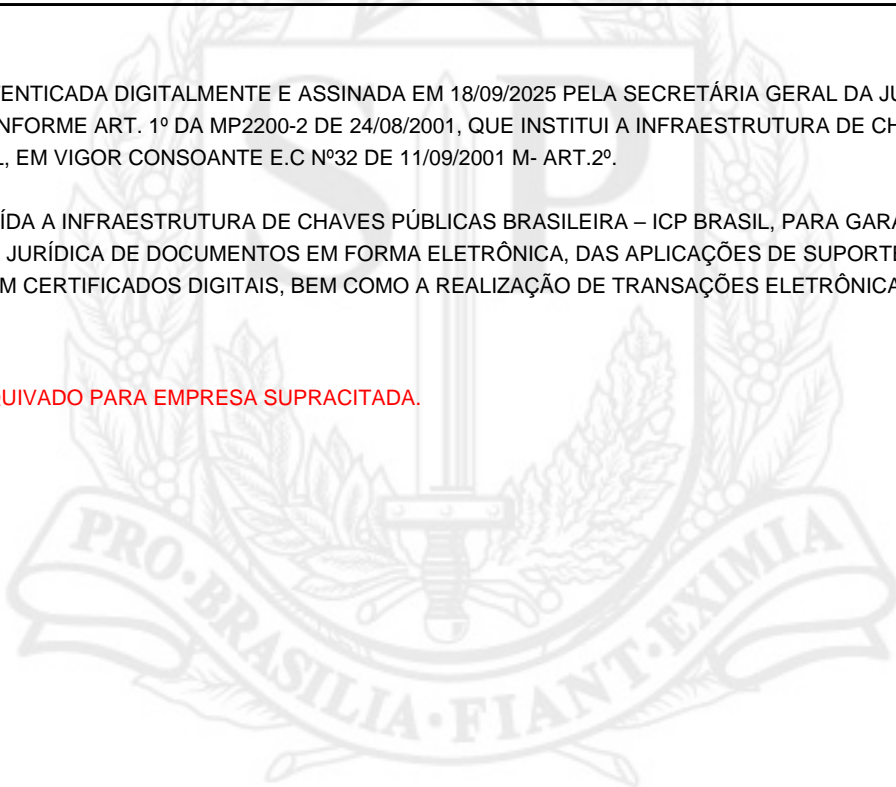 ENTICADA DIGITALMENTE E ASSINADA EM 18/09/2025 PELA SECRETÁRIA GERAL DA JU
NFORME ART. 1º DA MP2200-2 DE 24/08/2001, QUE INSTITUI A INFRAESTRUTURA DE CH
L, EM VIGOR CONSOANTE E.C Nº32 DE 11/09/2001 M- ART.2º.
ÍDA A INFRAESTRUTURA DE CHAVES PÚBLICAS BRASILEIRA – ICP BRASIL, PARA GARA
JURÍDICA DE DOCUMENTOS EM FORMA ELETRÔNICA, DAS APLICAÇÕES DE SUPORTE
M CERTIFICADOS DIGITAIS, BEM COMO A REALIZAÇÃO DE TRANSAÇÕES ELETRÔNICA
UIVADO PARA EMPRESA SUPRACITADA.
SP
PRO·BRASILIA·FIANT·EXIMIA